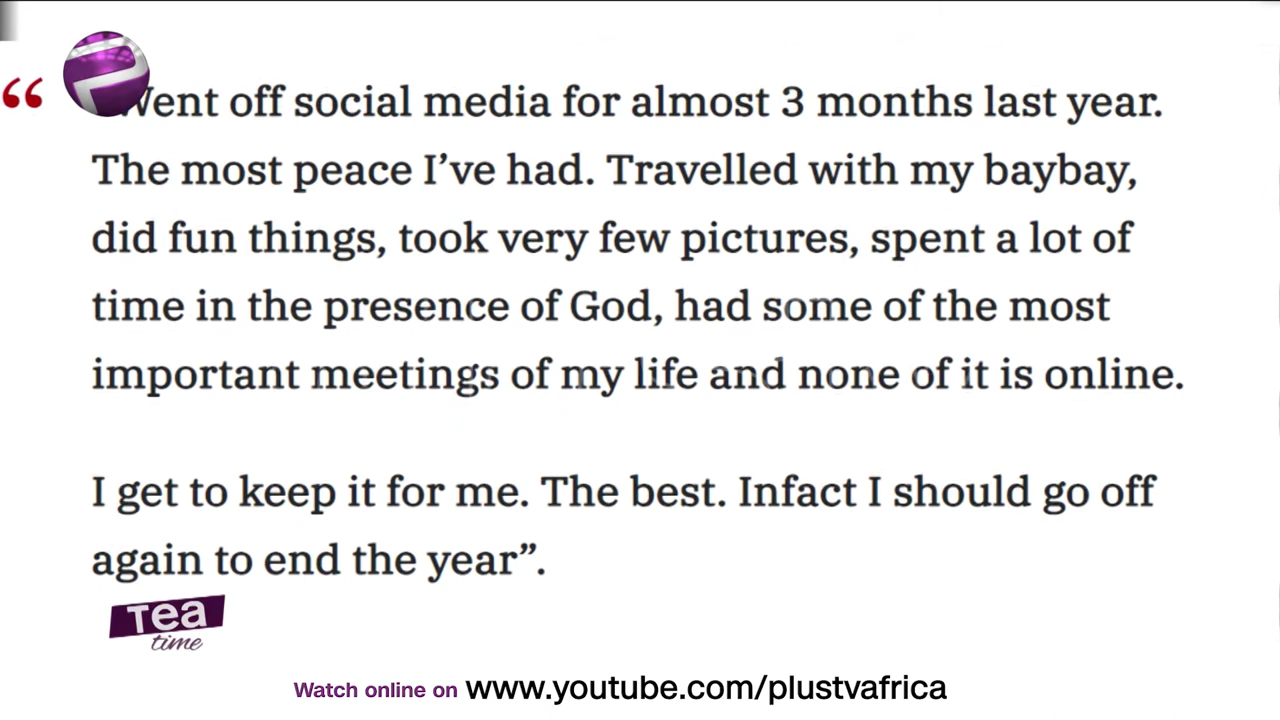 “
Went off social media for almost 3 months last year.
The most peace I’ve had. Travelled with my baybay,
did fun things, took very few pictures, spent a lot of
time in the presence of God, had some of the most
important meetings of my life and none of it is online.
I get to keep it for me. The best. Infact I should go off
again to end the year”.
Tea
time
Watch online on www.youtube.com/plustvafrica